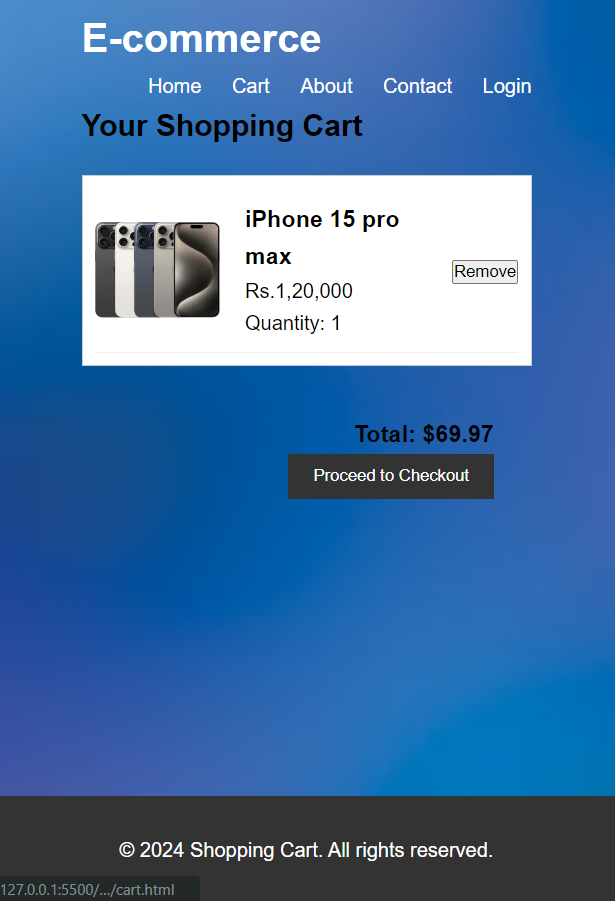 E-commerce
Home Cart About Contact Login
Your Shopping Cart
iPhone 15 pro
max
Rs.1,20,000
Quantity: 1
Remove
Total: $69.97
Proceed to Checkout
© 2024 Shopping Cart. All rights reserved.
127.0.0.1:5500/.../cart.html